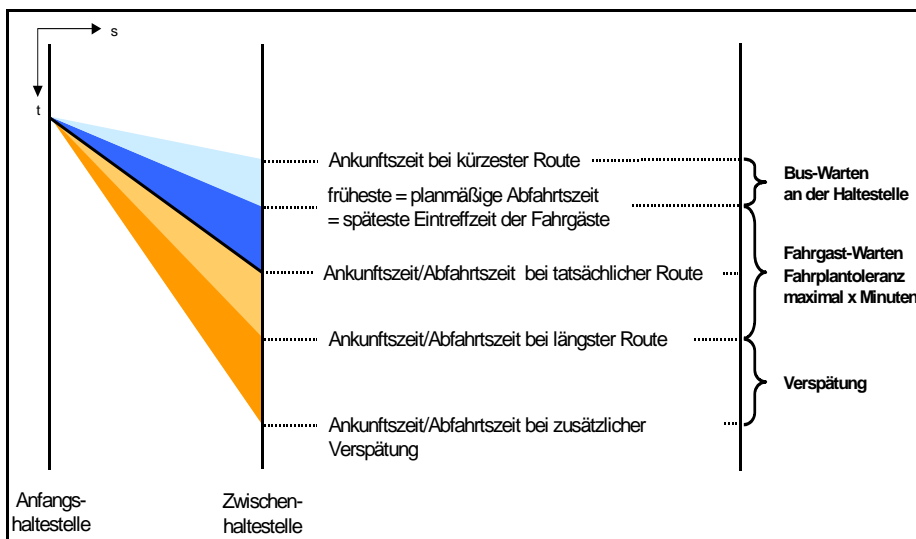 s
t
Ankunftszeit bei kürzester Route
früheste = planmäßige Abfahrtszeit
= späteste Eintreffzeit der Fahrgäste
Ankunftszeit/Abfahrtszeit bei tatsächlicher Route
Ankunftszeit/Abfahrtszeit bei längster Route
Ankunftszeit/Abfahrtszeit bei zusätzlicher
Verspätung
Bus-Warten
an der Haltestelle
Fahrgast-Warten
Fahrplantoleranz
maximal x Minuten
Verspätung
Anfangs-
haltestelle
Zwischen-
haltestelle